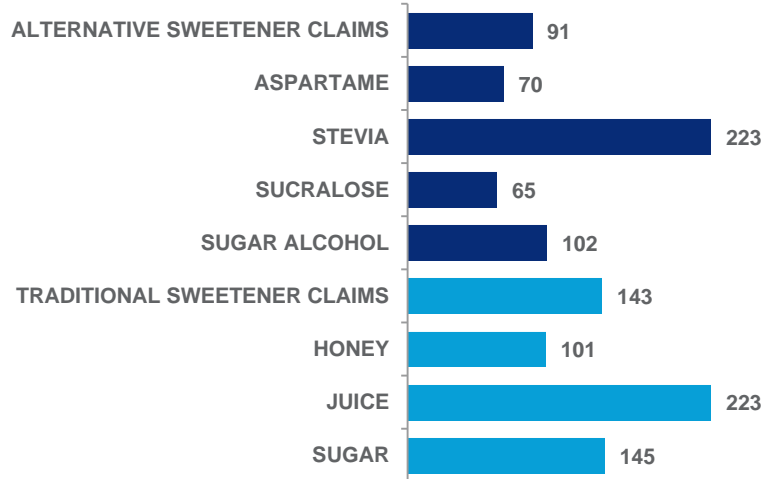 ALTERNATIVE SWEETENER CLAIMS 91
ASPARTAME 70
STEVIA 223
SUCRALOSE 65
SUGAR ALCOHOL 102
TRADITIONAL SWEETENER CLAIMS 143
HONEY 101
JUICE 223
SUGAR 145